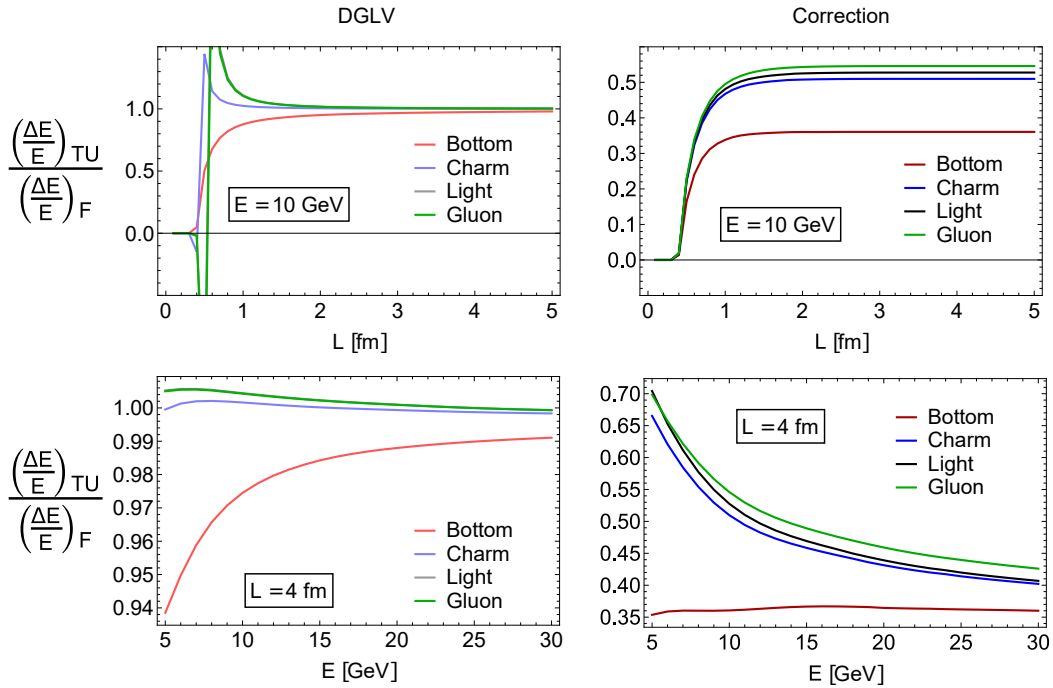 DGLV
Correction
(ΔE/E)TU
(ΔE/E)F
1.0
0.5
0.0
Bottom
Charm
Light
Gluon
E = 10 GeV
0 1 2 3 4 5
L [fm]
0.5
0.4
0.3
0.2
0.1
0.0
Bottom
Charm
Light
Gluon
E = 10 GeV
0 1 2 3 4 5
L [fm]
(ΔE/E)TU
(ΔE/E)F
1.00
0.99
0.98
0.97
0.96
0.95
0.94
Bottom
Charm
Light
Gluon
L = 4 fm
5 10 15 20 25 30
E [GeV]
0.70
0.65
0.60
0.55
0.50
0.45
0.40
0.35
L = 4 fm
Bottom
Charm
Light
Gluon
5 10 15 20 25 30
E [GeV]